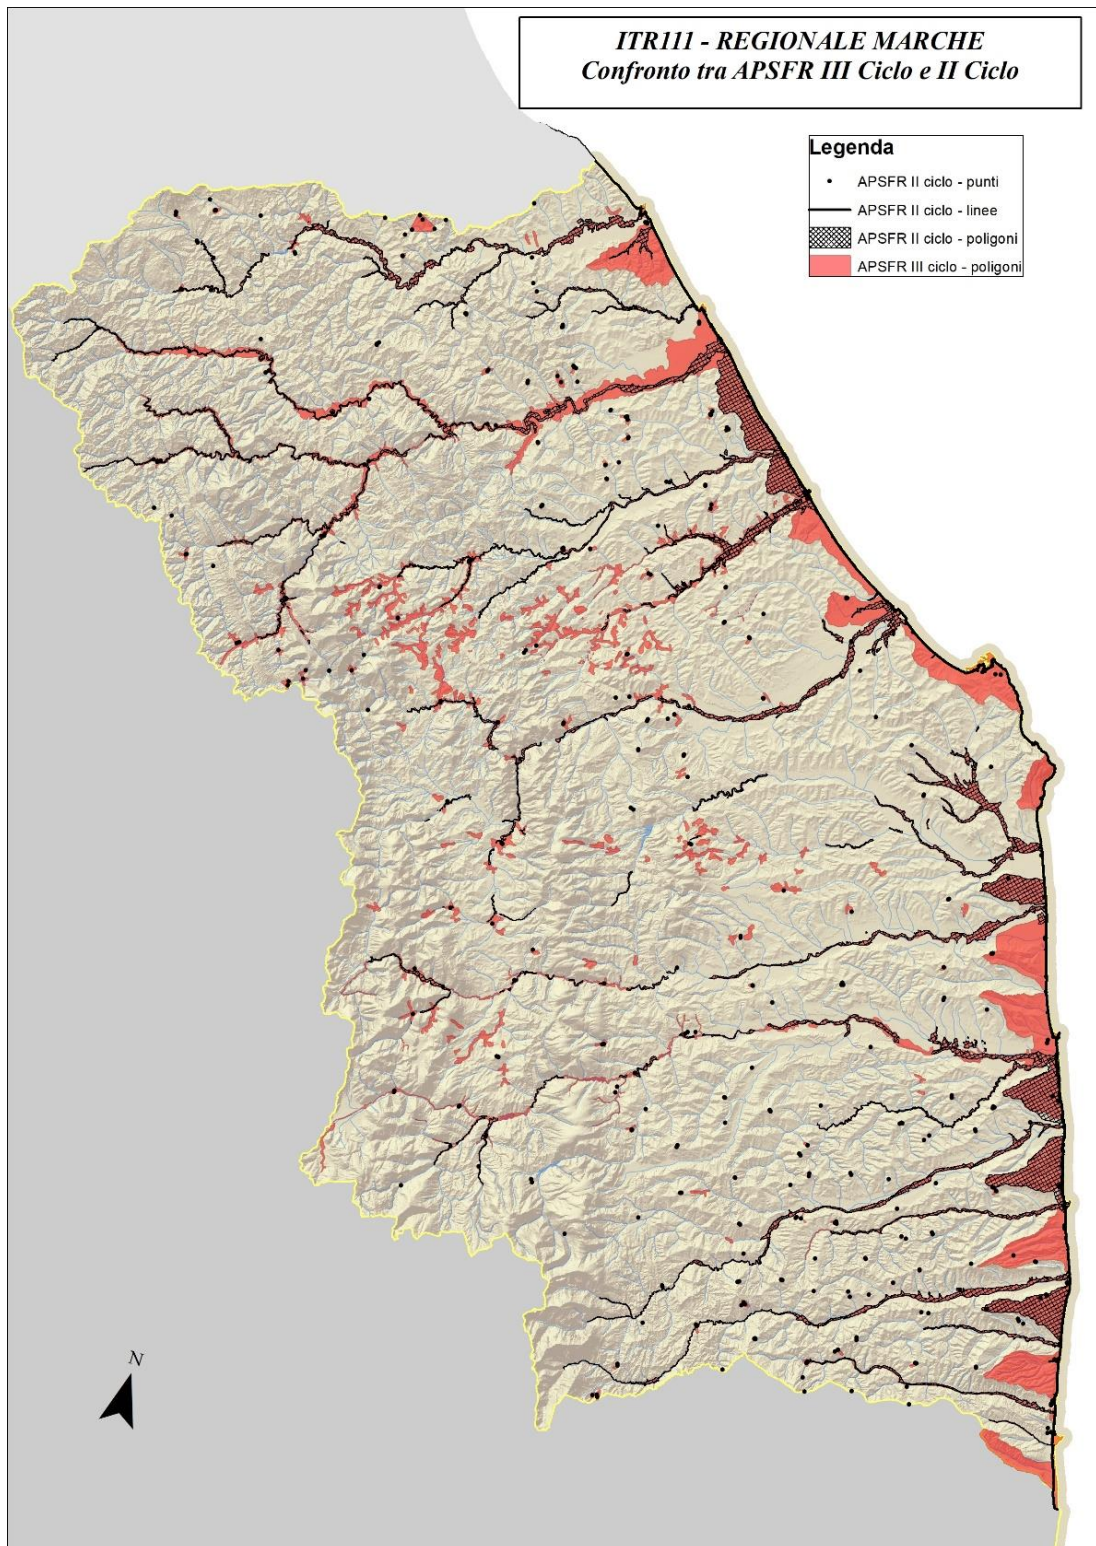 ITR111 - REGIONALE MARCHE
Confronto tra APSFR III Ciclo e II Ciclo
Legenda
APSFR II ciclo - punti
APSFR II ciclo - linee
APSFR II ciclo - poligoni
APSFR III ciclo - poligoni
N